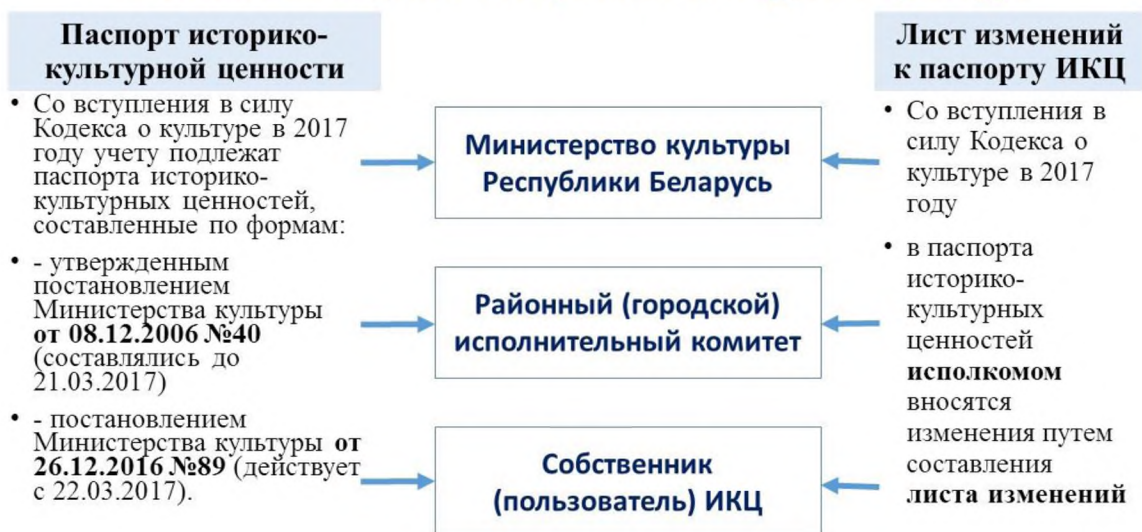 Паспорт историко-
культурной ценности
• Со вступления в силу
Кодекса о культуре в 2017
году учету подлежат
паспорта историко-
культурных ценностей,
составленные по формам:
• - утвержденным
постановлением
Министерства культуры
от 08.12.2006 №40
(составлялись до
21.03.2017)
• - постановлением
Министерства культуры от
26.12.2016 №89 (действует
с 22.03.2017).
Министерство культуры
Республики Беларусь
Районный (городской)
исполнительный комитет
Собственник
(пользователь) ИКЦ
Лист изменений
к паспорту ИКЦ
• Со вступления в
силу Кодекса о
культуре в 2017
году
• в паспорта
историко-
культурных
ценностей
исполкомом
вносятся
изменения путем
составления
листа изменений